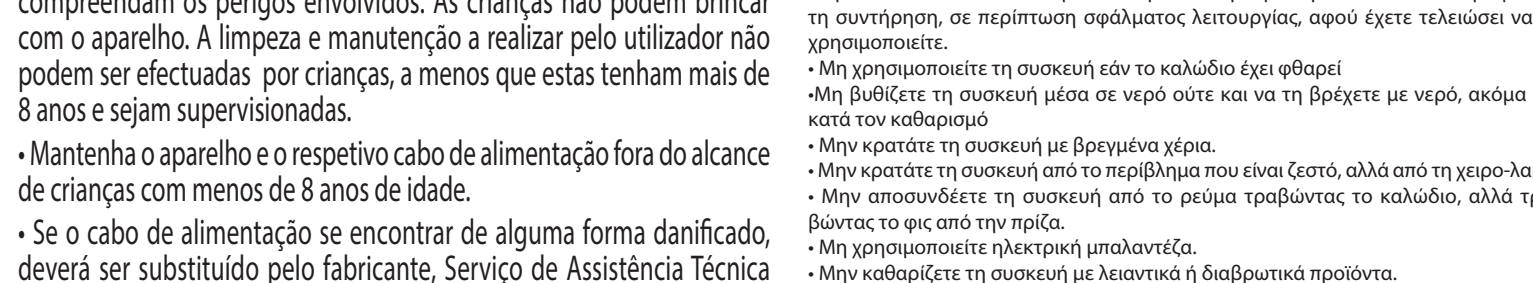 compreendam os perigos envolvidos. As crianças não podem brincar
com o aparelho. A limpeza e manutenção a realizar pelo utilizador não
podem ser efectuadas por crianças, a menos que estas tenham mais de
8 anos e sejam supervisionadas.
• Mantenha o aparelho e o respetivo cabo de alimentação fora do alcance
de crianças com menos de 8 anos de idade.
• Se o cabo de alimentação se encontrar de alguma forma danificado,
deverá ser substituído pelo fabricante, Serviço de Assistência Técnica
τη συντήρηση, σε περίπτωση σφάλματος λειτουργίας, αφού έχετε τελειώσει να
χρησιμοποιείτε.
• Μη χρησιμοποιείτε τη συσκευή εάν το καλώδιο έχει φθαρεί
•Μη βυθίζετε τη συσκευή μέσα σε νερό ούτε και να τη βρέχετε με νερό, ακόμα
κατά τον καθαρισμό
• Μην κρατάτε τη συσκευή με βρεγμένα χέρια.
• Μην κρατάτε τη συσκευή από το περίβλημα που είναι ζεστό, αλλά από τη χειρο-λα
• Μην αποσυνδέετε τη συσκευή από το ρεύμα τραβώντας το καλώδιο, αλλά τρ
βώντας το φις από την πρίζα.
• Μη χρησιμοποιείτε ηλεκτρική μπαλαντέζα.
• Μην καθαρίζετε τη συσκευή με λειαντικά ή διαβρωτικά προϊόντα.